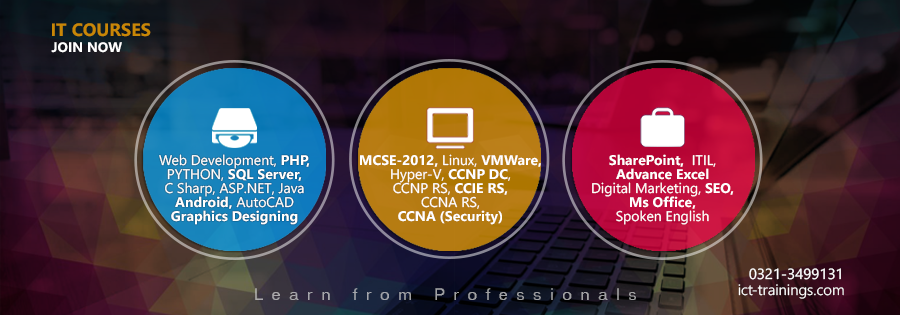 IT COURSES
JOIN NOW
Web Development, PHP,
PYTHON, SQL Server,
C Sharp, ASP.NET, Java
Android, AutoCAD
Graphics Designing
MCSE-2012, Linux, VMWare,
Hyper-V, CCNP DC,
CCNP RS, CCIE RS,
CCNA RS,
CCNA (Security)
SharePoint, ITIL,
Advance Excel
Digital Marketing, SEO,
Ms Office,
Spoken English
0321-3499131
ict-trainings.com
Learn from Professionals